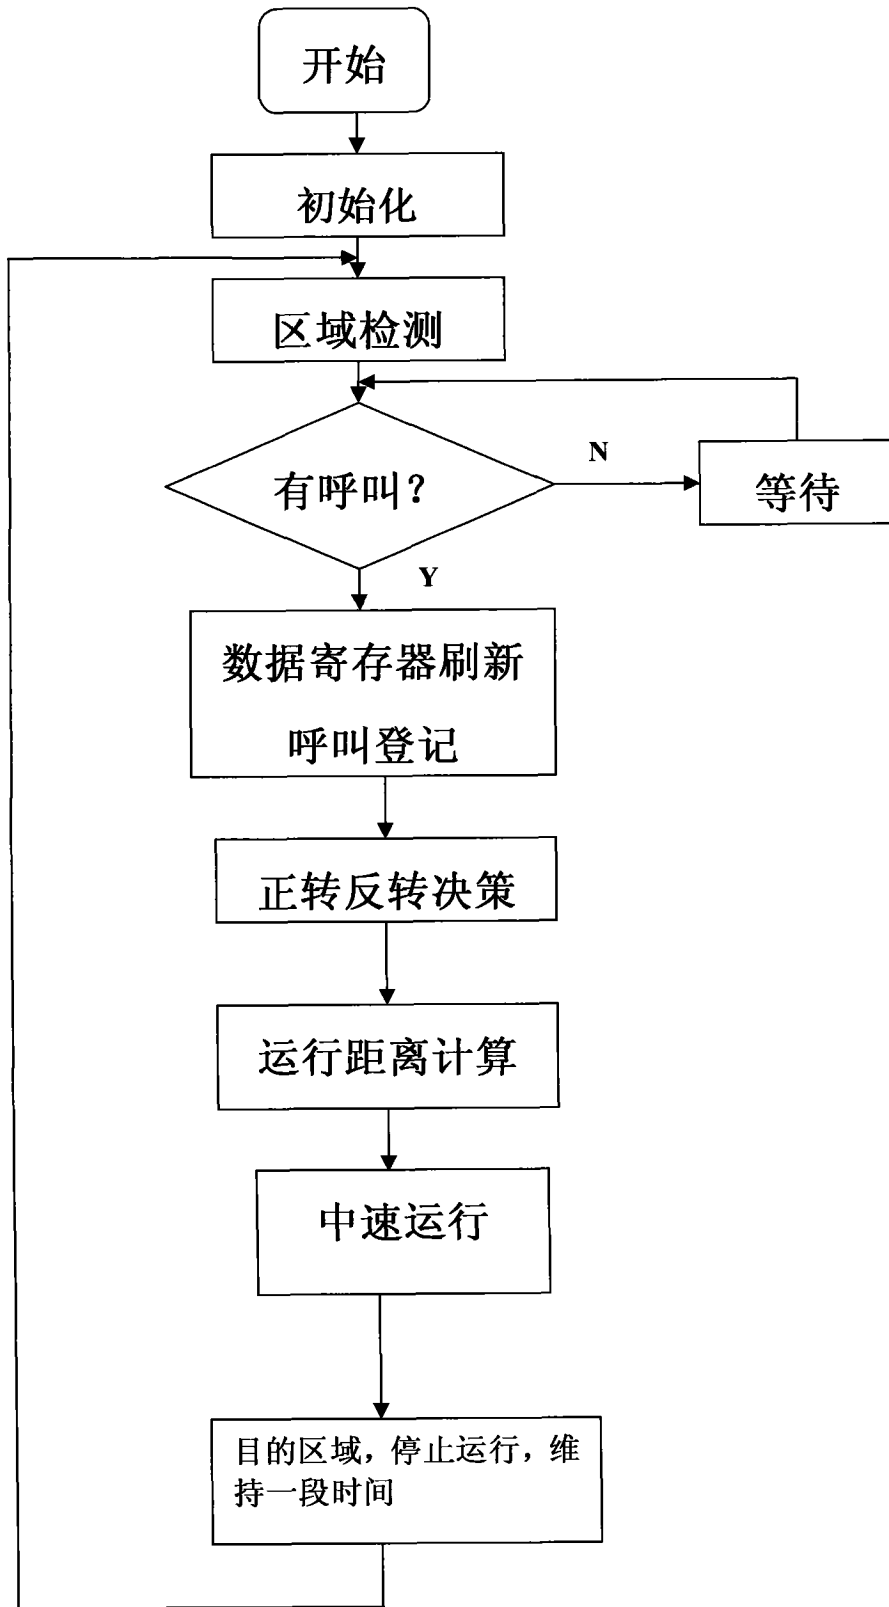 开始
初始化
区域检测
有呼叫？
N
等待
Y
数据寄存器刷新
呼叫登记
正转反转决策
运行距离计算
中速运行
目的区域，停止运行，维
持一段时间